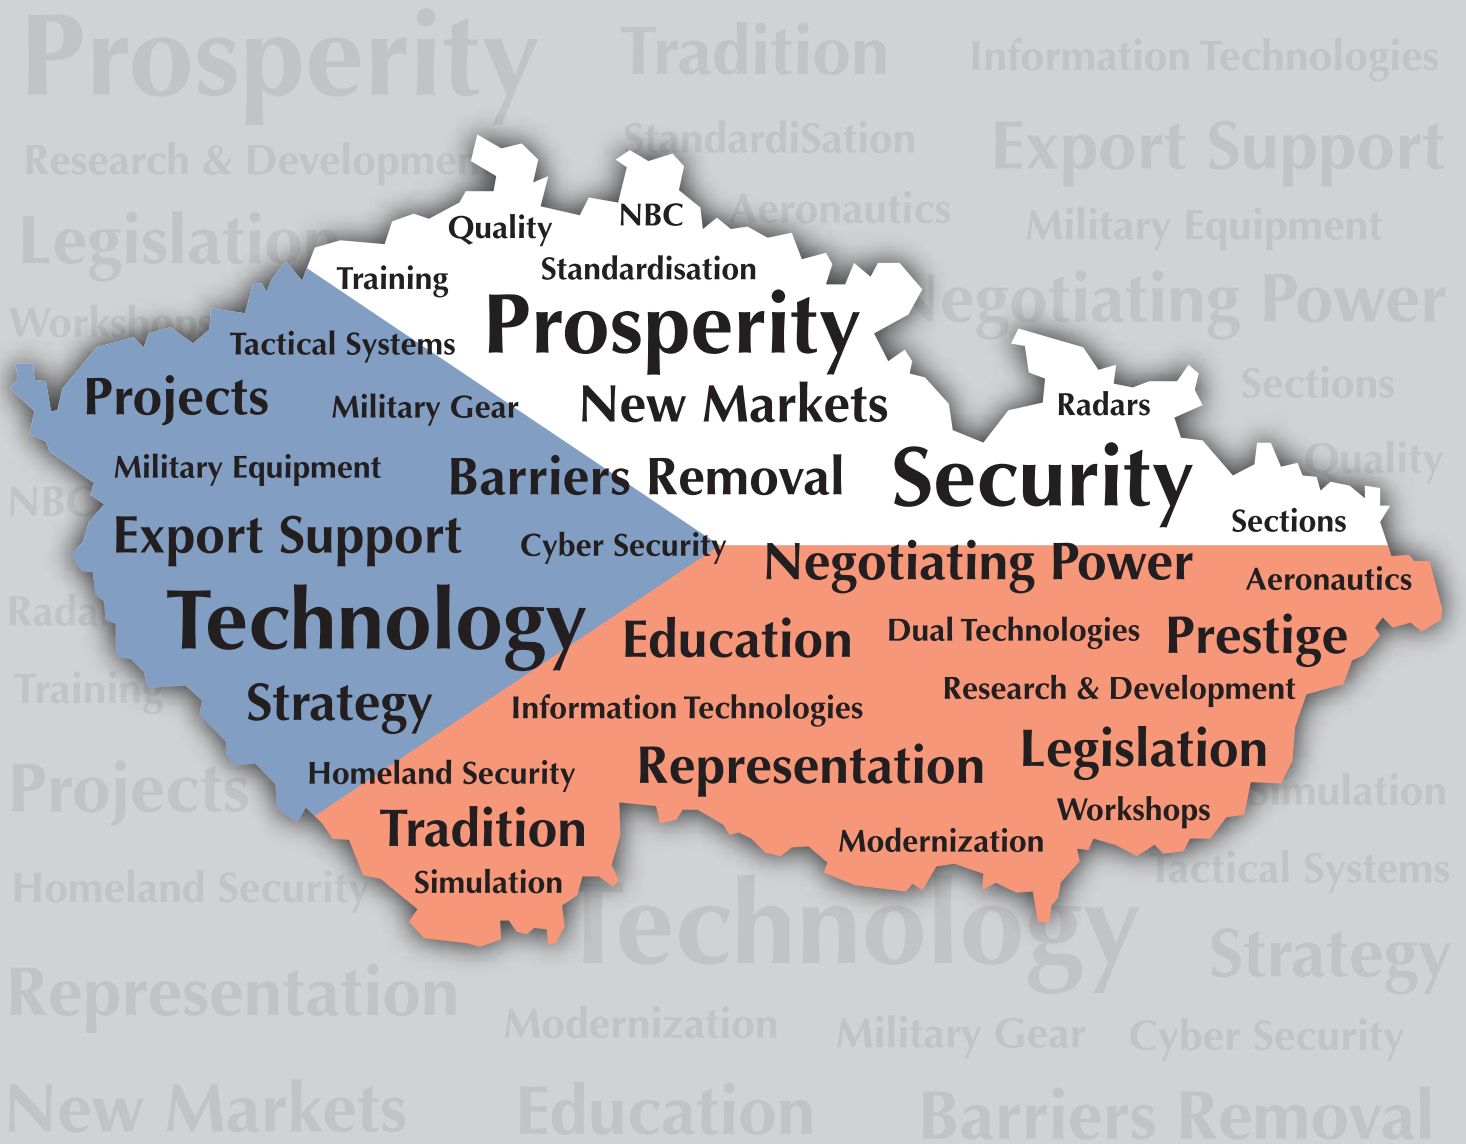 Prosperity
Tradition
Information Technologies
StandardiSation
Export Support
Research & Developmen
Aeronautics
Military Equipment
Legislation
Negotiating Power
Workshops
Sections
Quality
NBC
Rada
Training
Projects
Simulation
Homeland Security
Tactical Systems
Technology
Strategy
Representation
Modernization
Military Gear
Cyber Security
New Markets
Education
Barriers Removal
Quality
NBC
Training
Standardisation
Prosperity
Tactical Systems
Projects
Military Gear
New Markets
Radars
Military Equipment
Barriers Removal
Security
Sections
Export Support
Cyber Security
Negotiating Power
Aeronautics
Technology
Education
Dual Technologies
Prestige
Strategy
Information Technologies
Research & Development
Homeland Security
Representation
Legislation
Tradition
Modernization
Workshops
Simulation